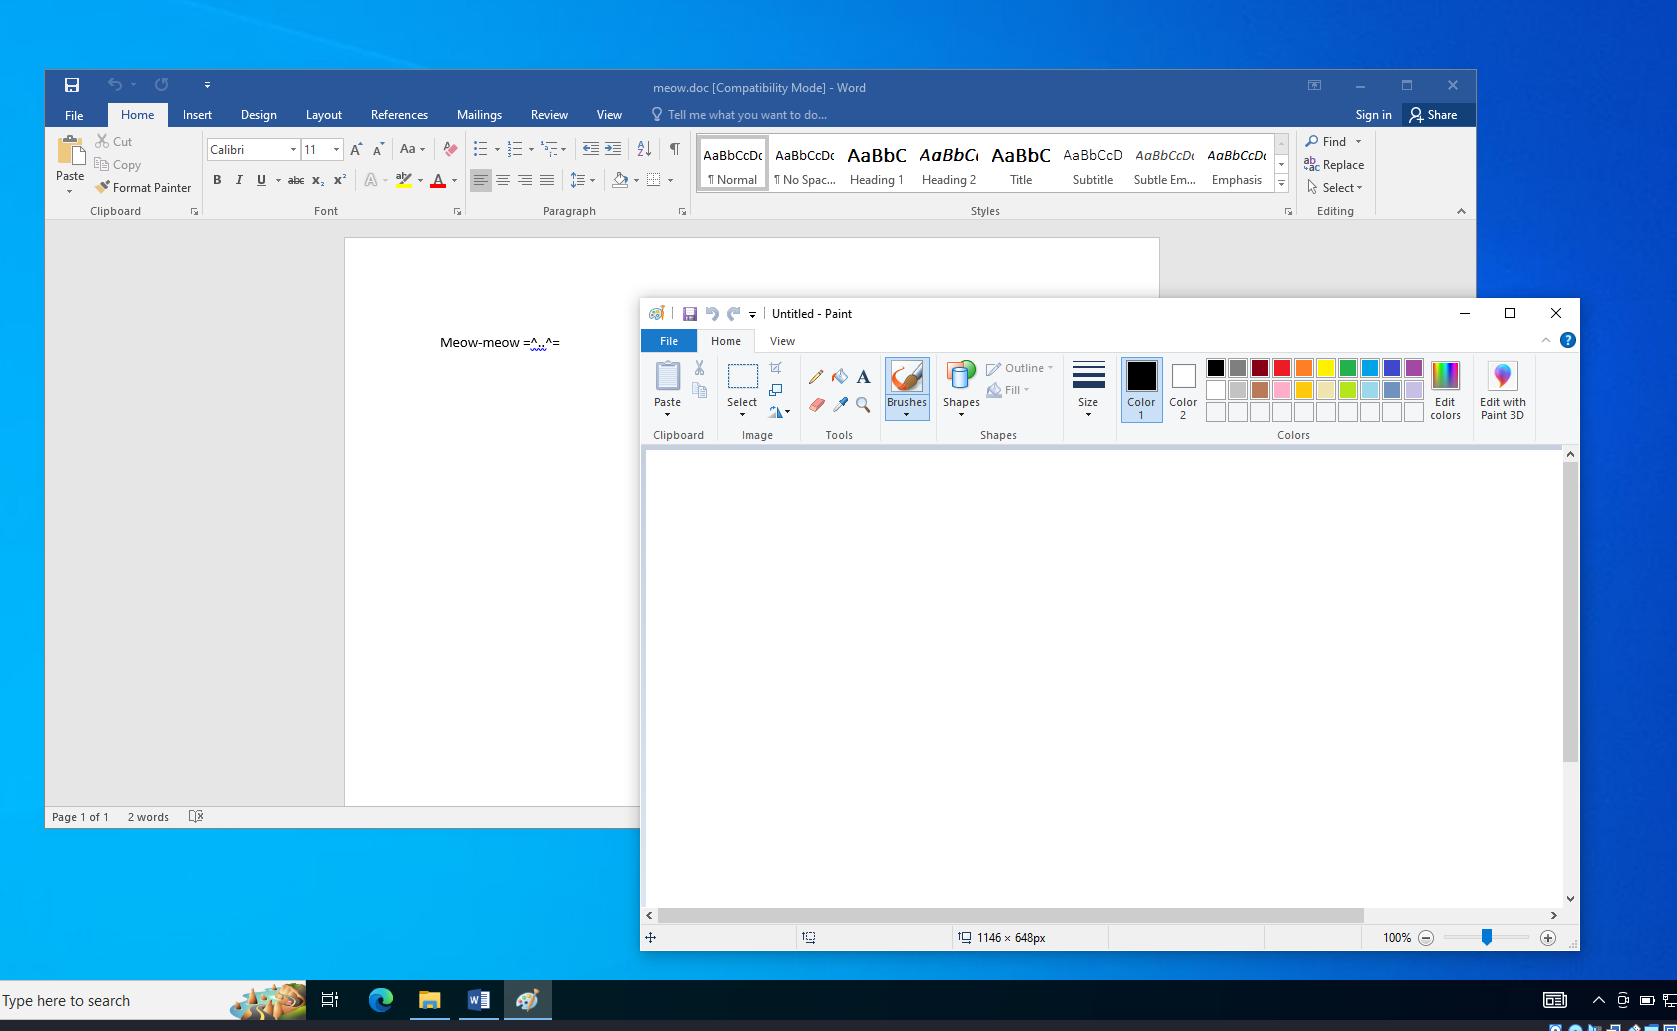 meow.doc [Compatibility Mode] - Word
File Home Insert Design Layout References Mailings Review View Tell me what you want to do... Sign in Share
Paste
Cut
Copy
Format Painter
Clipboard
Calibri 11
Aa
B I U abc x₂ x²
A
Font
Paragraph
AaBbCcDc AaBbCcDc AaBbC AaBbCc AaBbC AaBbCcD AaBbCcDc AaBbCcDc
¶ Normal ¶ No Spac... Heading 1 Heading 2 Title Subtitle Subtle Em... Emphasis
Styles
Find
Replace
Select
Editing
Meow-meow =^..^=
Page 1 of 1 2 words
Untitled - Paint
File Home View
Paste
Clipboard
Select
Image
A
Tools
Brushes
Shapes
Outline
Fill
Shapes
Size
Color 1
Color 2
Edit colors
Colors
Edit with Paint 3D
1146 × 648px
100%
Type here to search